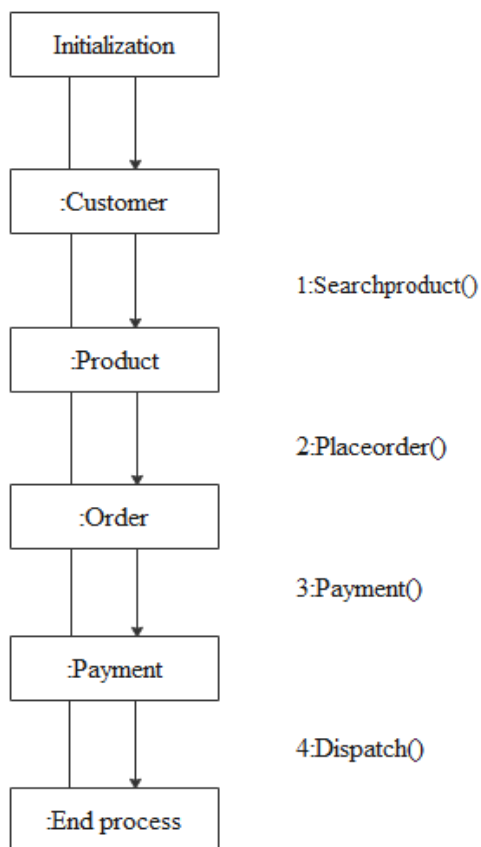 Initialization
:Customer
1:Searchproduct()
:Product
2:Placeorder()
:Order
3:Payment()
:Payment
4:Dispatch()
:End process